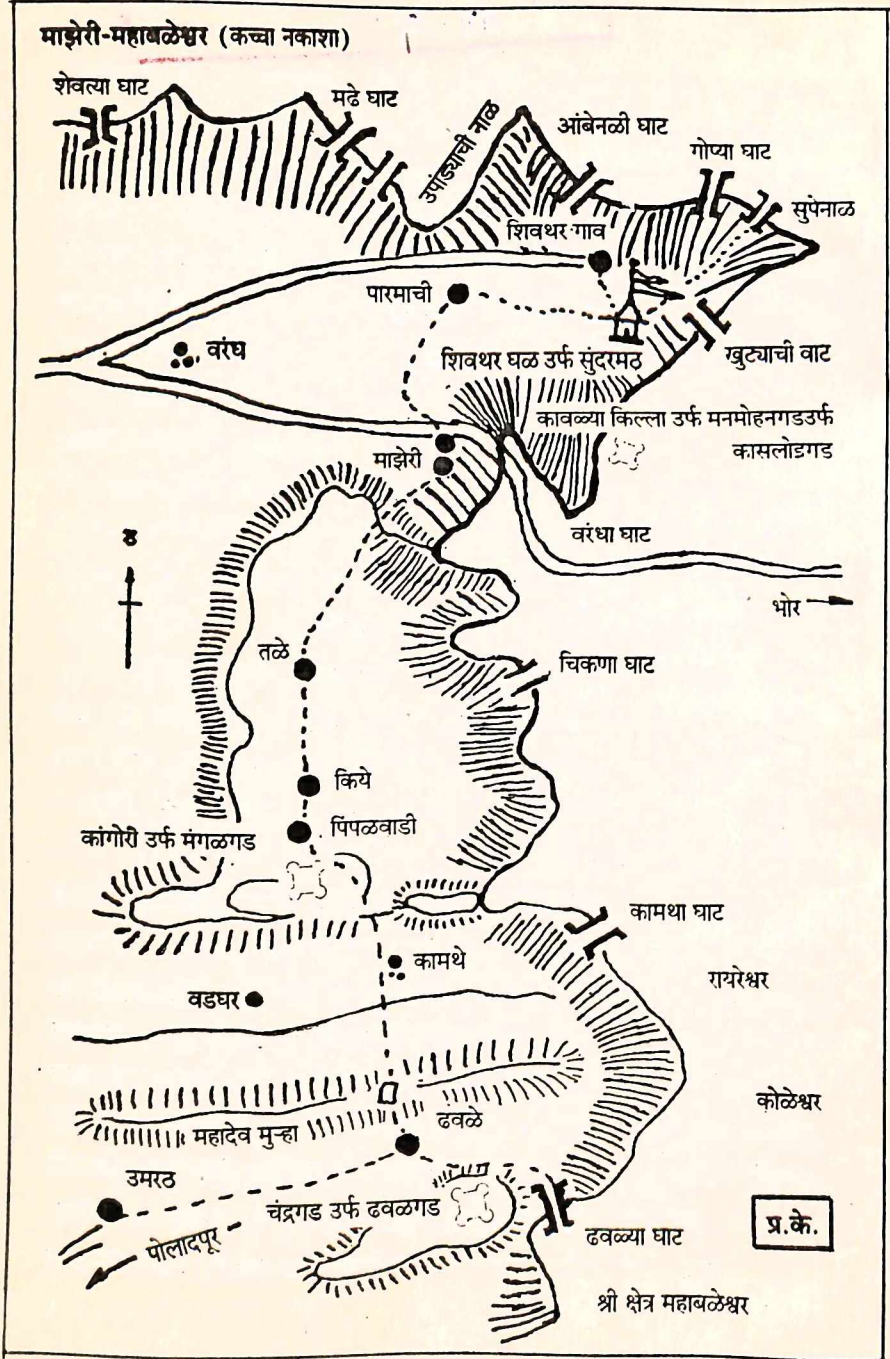 माझेरी-महाबळेश्वर (कच्चा नकाशा)
शेवत्या घाट
मढे घाट
उपांड्याची नाळ
आंबेनळी घाट
गोप्या घाट
सुपेनाळ
शिवथर गाव
पारमाची
वरंघ
शिवथर घळ उर्फ सुंदरमठ
खुट्याची वाट
कावळ्या किल्ला उर्फ मनमोहनगडउर्फ
कासलोडगड
माझेरी
वरंधा घाट
उ
भोर
तळे
चिकणा घाट
किये
पिंपळवाडी
कांगोरी उर्फ मंगळगड
कामथा घाट
कामथे
रायरेश्वर
वडघर
कोळेश्वर
ढवळे
महादेव मुऱ्हा
उमरठ
चंद्रगड उर्फ ढवळगड
पोलादपूर
ढवळ्या घाट
प्र.के.
श्री क्षेत्र महाबळेश्वर